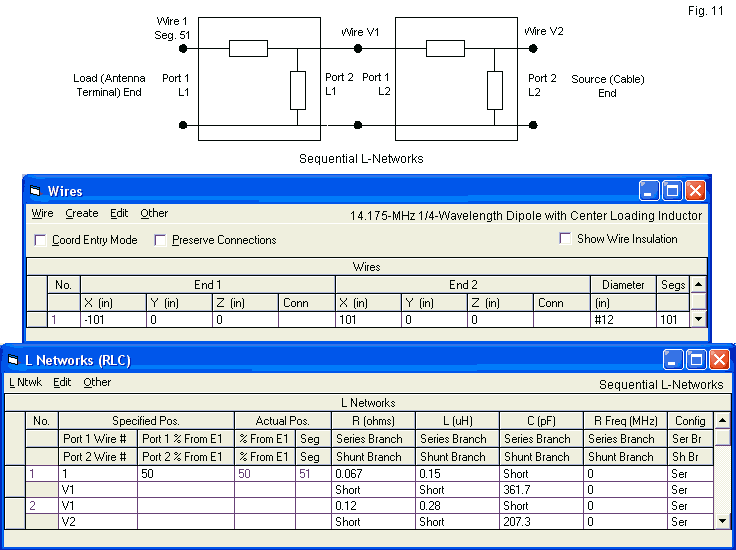 Fig. 11
Wire 1
Seg. 51
Wire V1
Wire V2
Load (Antenna
Terminal) End
Port 1
L1
Port 2
L1
Port 1
L2
Port 2
L2
Source (Cable)
End
Sequential L-Networks
Wires
Wire Create Edit Other
14.175-MHz 1/4-Wavelength Dipole with Center Loading Inductor
Coord Entry Mode Preserve Connections Show Wire Insulation
Wires
No. End 1 End 2 Diameter Segs
X (in) Y (in) Z (in) Conn X (in) Y (in) Z (in) Conn (in)
1 -101 0 0 101 0 0 #12 101
L Networks (RLC)
L Ntwk Edit Other
Sequential L-Networks
L Networks
No. Specified Pos. Actual Pos. R (ohms) L (uH) C (pF) R Freq (MHz) Config
Port 1 Wire # Port 1 % From E1 % From E1 Seg Series Branch Series Branch Series Branch Series Branch Ser Br
Port 2 Wire # Port 2 % From E1 % From E1 Seg Shunt Branch Shunt Branch Shunt Branch Shunt Branch Sh Br
1 1 50 50 51 0.067 0.15 Short 0 Ser
V1 Short Short 361.7 0 Ser
2 V1 0.12 0.28 Short 0 Ser
V2 Short Short 207.3 0 Ser